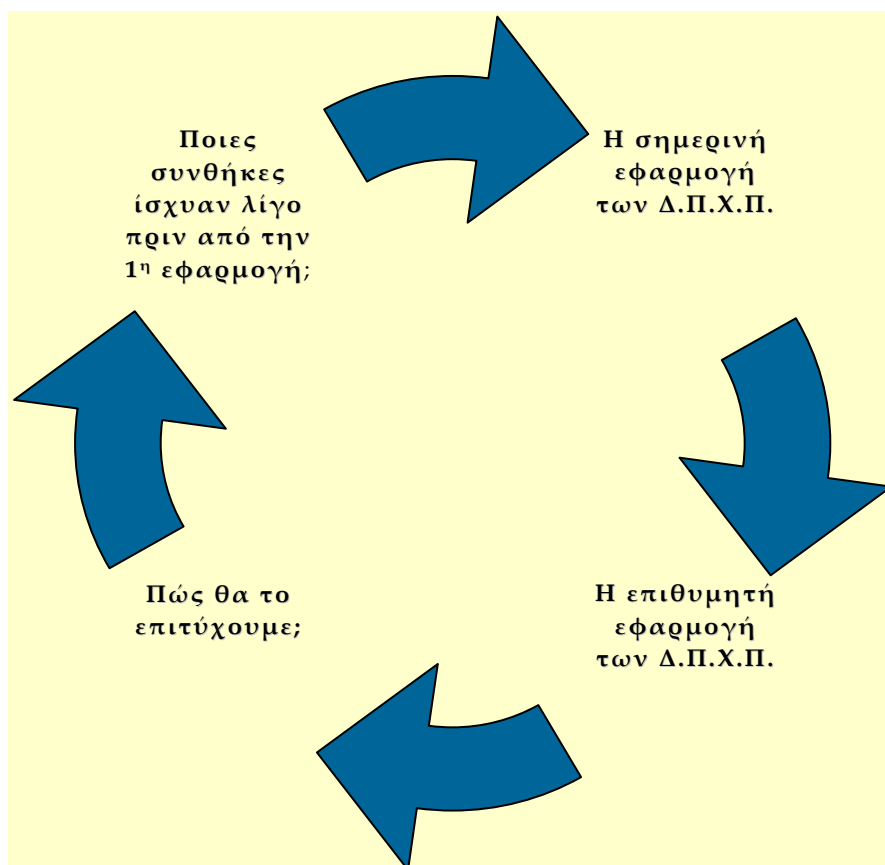 Ποιες
συνθήκες
ίσχυαν λίγο
πριν από την
1η εφαρμογή;
Η σημερινή
εφαρμογή
των Δ.Π.Χ.Π.
Η επιθυμητή
εφαρμογή
των Δ.Π.Χ.Π.
Πώς θα το
επιτύχουμε;